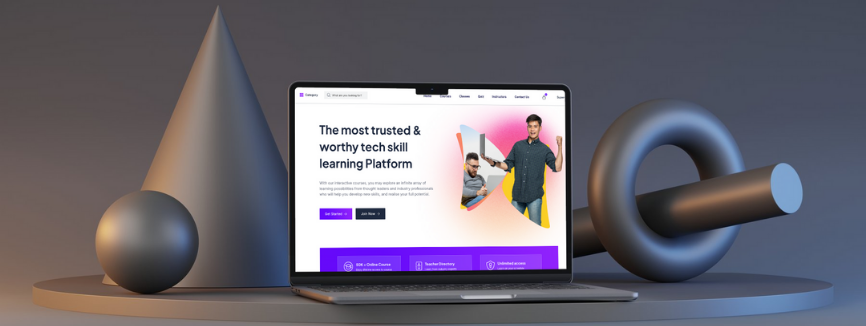 Category
What are you looking for?
Home Courses Classes Quiz Instructors Contact Us
The most trusted &
worthy tech skill
learning Platform
With our interactive courses, you may explore an infinite array of
learning possibilities from thought leaders and industry professionals
who will help you develop new skills, and realize your full potential.
Get Started
Join Now
Online Course
Teacher Directory
Unlimited access